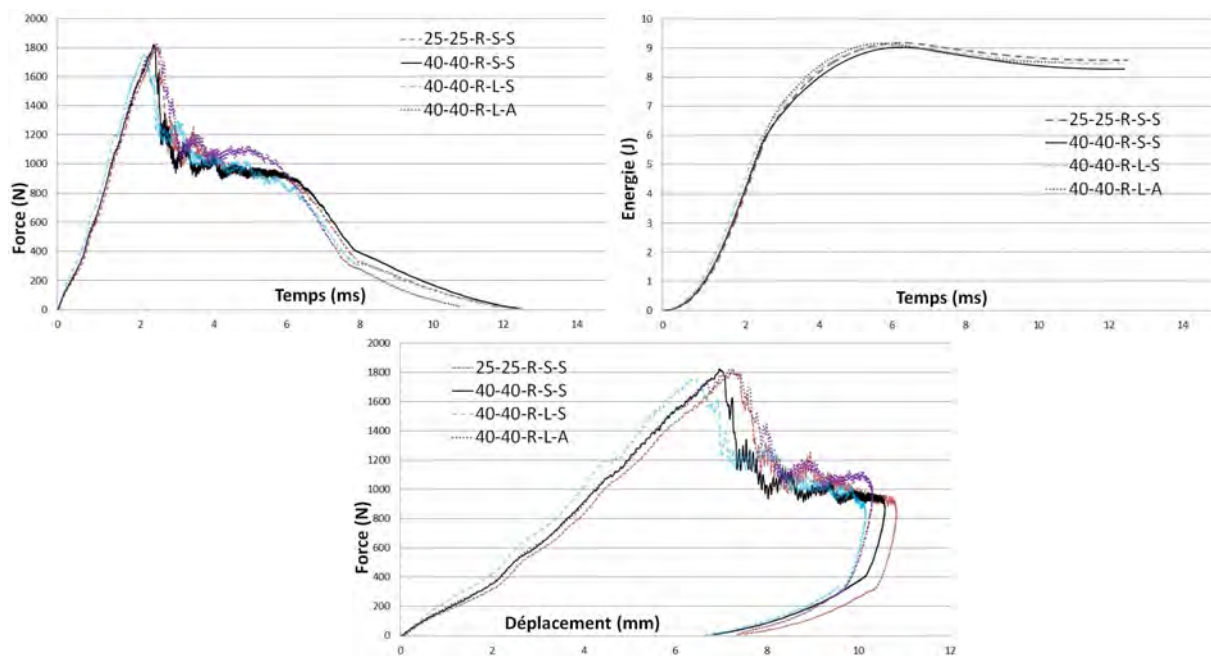 2000
1800
1600
1400
1200
1000
800
600
400
200
0
Force (N)
0 2 4 6 8 10 12 14
Temps (ms)
25-25-R-S-S
40-40-R-S-S
40-40-R-L-S
40-40-R-L-A
10
9
8
7
6
5
4
3
2
1
0
Energie (J)
0 2 4 6 8 10 12 14
Temps (ms)
25-25-R-S-S
40-40-R-S-S
40-40-R-L-S
40-40-R-L-A
2000
1800
1600
1400
1200
1000
800
600
400
200
0
Force (N)
0 2 4 6 8 10 12
Déplacement (mm)
25-25-R-S-S
40-40-R-S-S
40-40-R-L-S
40-40-R-L-A